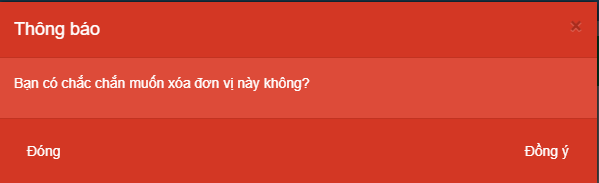 Thông báo
×
Bạn có chắc chắn muốn xóa đơn vị này không?
Đóng
Đồng ý